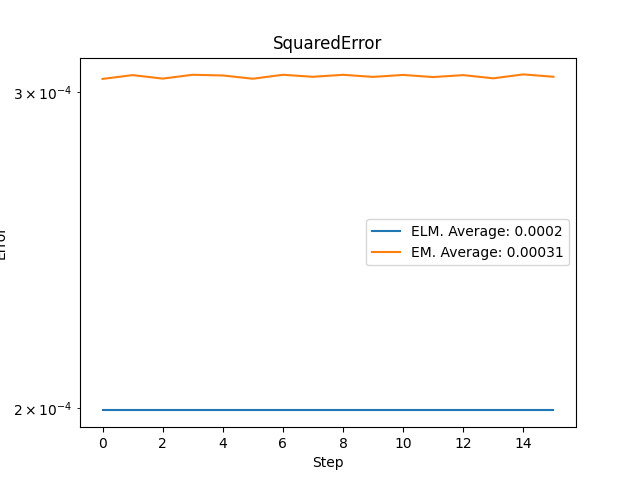 SquaredError
3 × 10⁻⁴
Error
ELM. Average: 0.0002
EM. Average: 0.00031
2 × 10⁻⁴
0 2 4 6 8 10 12 14
Step